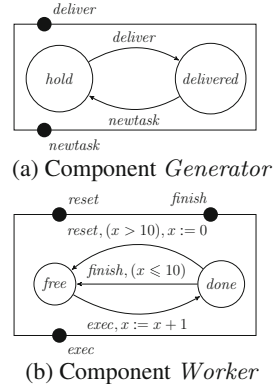 deliver
deliver
hold
delivered
newtask
newtask
(a) Component Generator
reset
finish
reset, (x > 10), x := 0
finish, (x ⩽ 10)
free
done
exec, x := x + 1
exec
(b) Component Worker